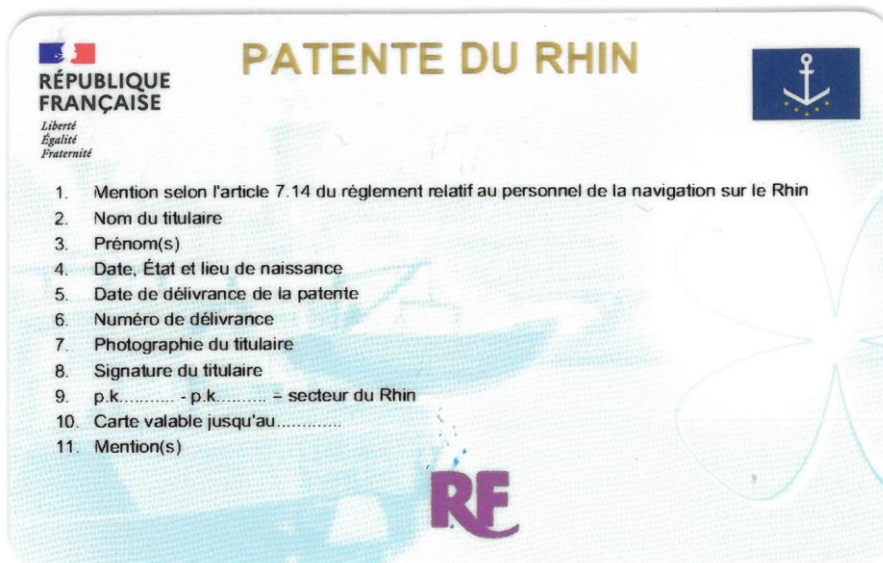 RÉPUBLIQUE
FRANÇAISE
Liberté
Égalité
Fraternité
PATENTE DU RHIN
1. Mention selon l'article 7.14 du réglement relatif au personnel de la navigation sur le Rhin
2. Nom du titulaire
3. Prénom(s)
4. Date, État et lieu de naissance
5. Date de délivrance de la patente
6. Numéro de délivrance
7. Photographie du titulaire
8. Signature du titulaire
9. p.k........... - p.k.......... = secteur du Rhin
10. Carte valable jusqu'au.............
11. Mention(s)
RF